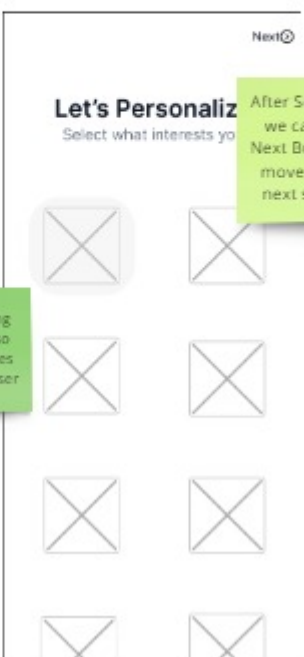 Next
Let's Personaliz
Select what interests yo
After S
we ca
Next B
move
next s
es
ser